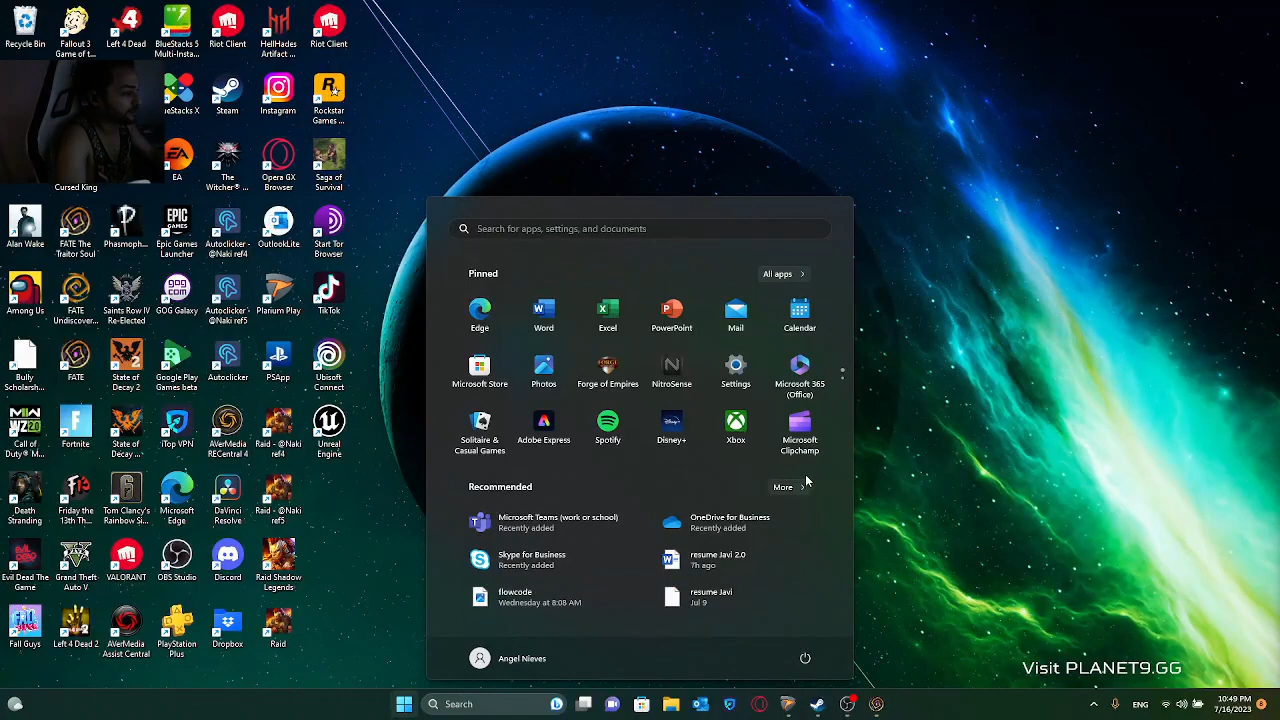 Recycle Bin
Fallout 3
Game of t...
Left 4 Dead
BlueStacks 5
Multi-Insta...
Riot Client
HellHades
Artifact ...
Riot Client
Cursed King
BlueStacks X
Steam
Instagram
Rockstar
Games ...
EA
The
Witcher® ...
Opera GX
Browser
Saga of
Survival
Alan Wake
FATE The
Traitor Soul
Phasmoph...
Epic Games
Launcher
Autoclicker -
@Naki ref4
OutlookLite
Start Tor
Browser
Among Us
FATE
Undiscover...
Saints Row IV
Re-Elected
GOG Galaxy
Autoclicker-
@Naki ref5
Plarium Play
TikTok
Bully
Scholarsh...
FATE
State of
Decay 2
Google Play
Games beta
Autoclicker
PSApp
Ubisoft
Connect
Call of
Duty® M...
Fortnite
State of
Decay ...
iTop VPN
AVerMedia
RECentral 4
Raid - @Naki
ref4
Unreal
Engine
Death
Stranding
Friday the
13th Th...
Tom Clancy's
Rainbow Si...
Microsoft
Edge
DaVinci
Resolve
Raid -@Naki
ref5
Evil Dead The
Game
Grand Theft
Auto V
VALORANT
OBS Studio
Discord
Raid Shadow
Legends
Fall Guys
Left 4 Dead 2
AVerMedia
Assist Central
PlayStation
Plus
Dropbox
Raid
Search for apps, settings, and documents
Pinned
All apps
Edge
Word
Excel
PowerPoint
Mail
Calendar
Microsoft Store
Photos
Forge of Empires
NitroSense
Settings
Microsoft 365
(Office)
Solitaire &
Casual Games
Adobe Express
Spotify
Disney+
Xbox
Microsoft
Clipchamp
Recommended
More
Microsoft Teams (work or school)
Recently added
OneDrive for Business
Recently added
Skype for Business
Recently added
resume Javi 2.0
7h ago
flowcode
Wednesday at 8:08 AM
resume Javi
Jul 9
Angel Nieves
Visit PLANET9.GG
Search
ENG
10:49 PM
7/16/2023